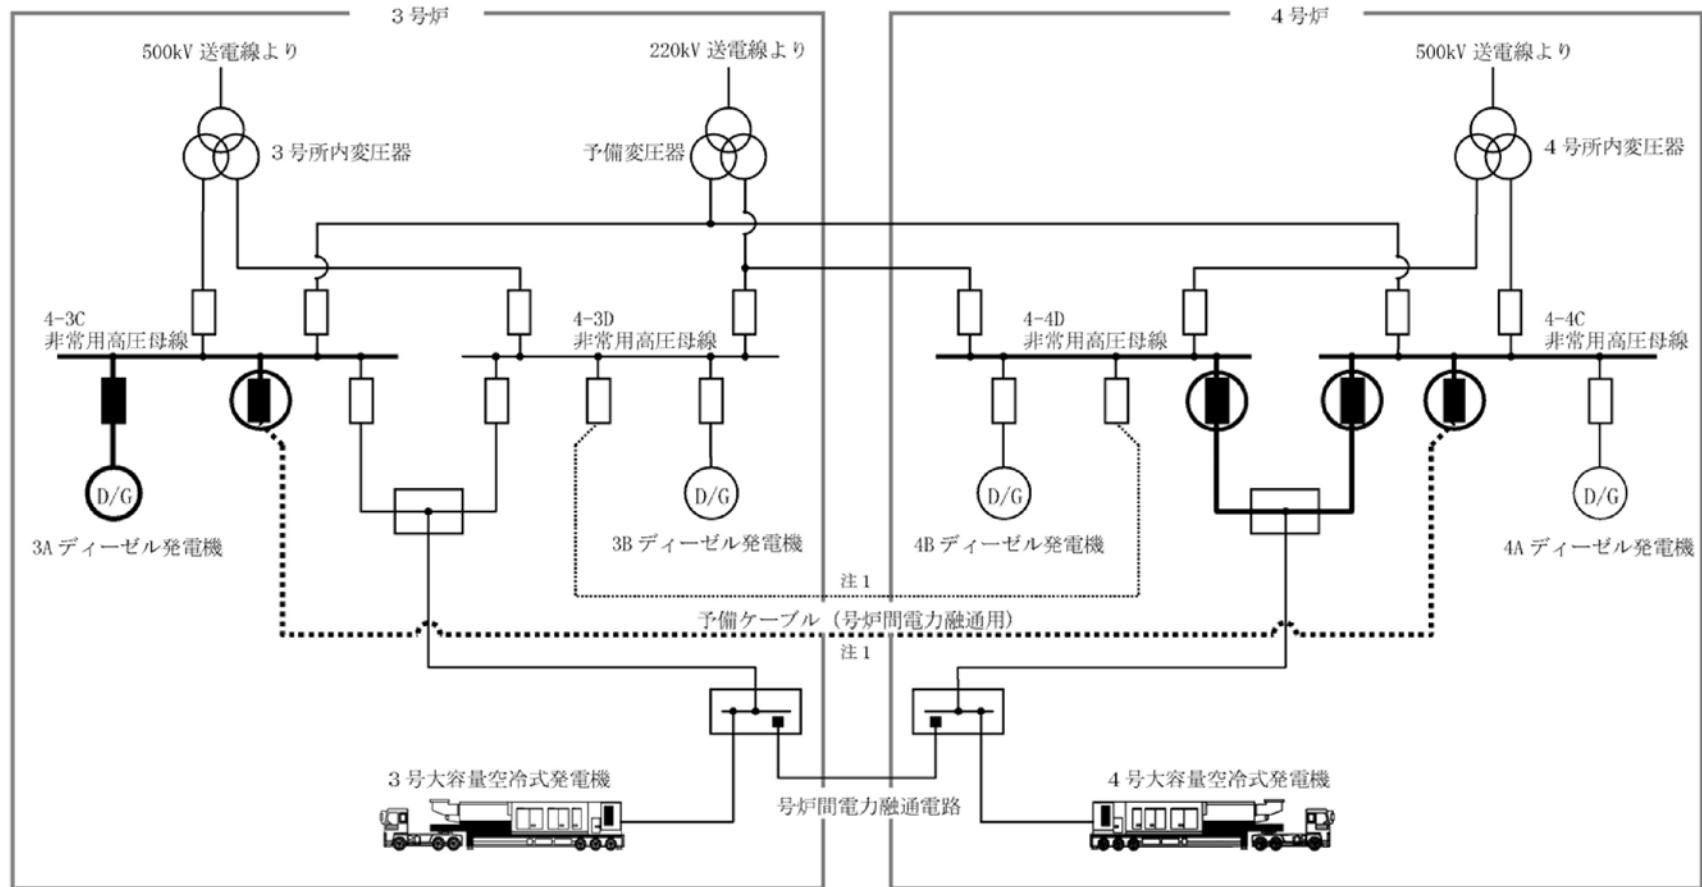 3号炉
4号炉
500kV 送電線より
220kV 送電線より
500kV 送電線より
3号所内変圧器
予備変圧器
4号所内変圧器
4-3C
非常用高圧母線
4-3D
非常用高圧母線
4-4D
非常用高圧母線
4-4C
非常用高圧母線
D/G
D/G
D/G
D/G
3A ディーゼル発電機
3B ディーゼル発電機
4B ディーゼル発電機
4A ディーゼル発電機
注1
予備ケーブル（号炉間電力融通用）
注1
3号大容量空冷式発電機
4号大容量空冷式発電機
号炉間電力融通電路